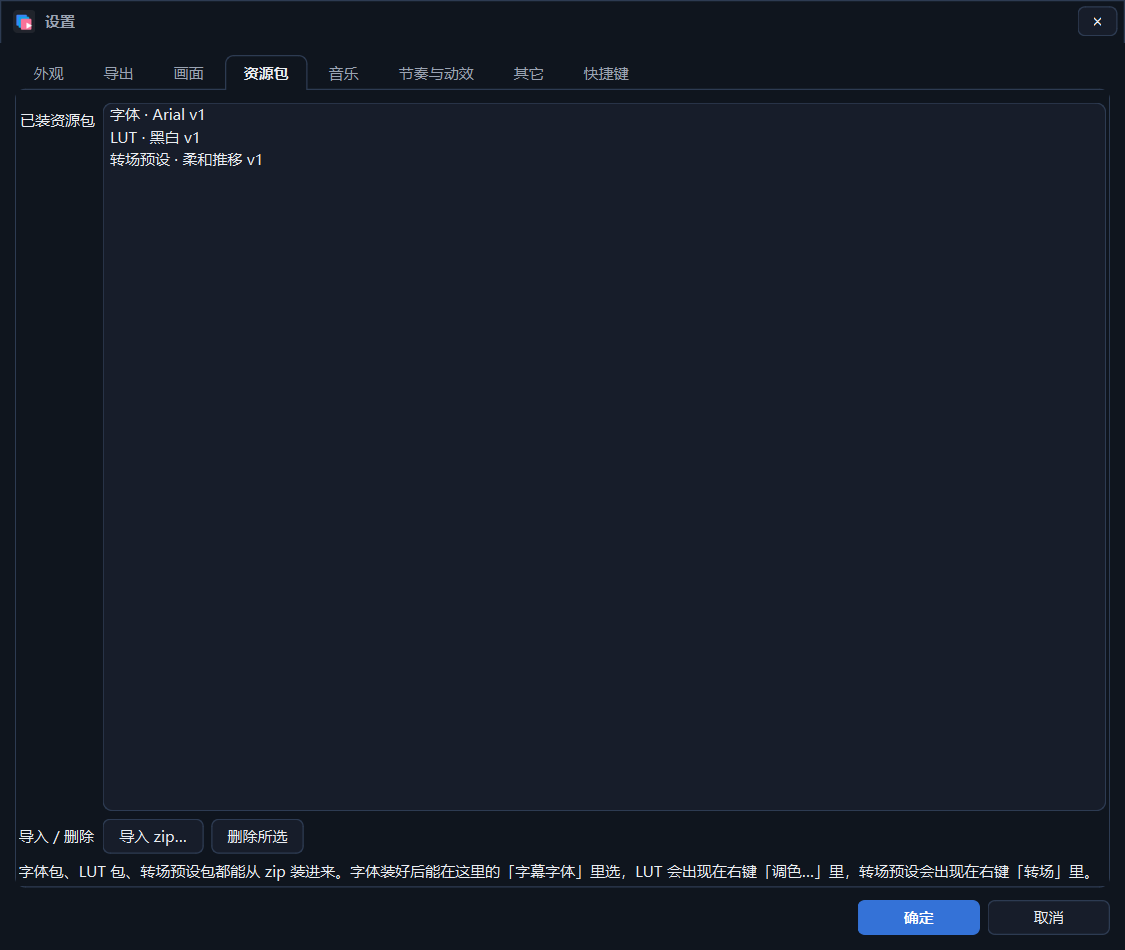 设置
外观
导出
画面
资源包
音乐
节奏与动效
其它
快捷键
已装资源包
字体 · Arial v1
LUT · 黑白 v1
转场预设 · 柔和推移 v1
导入 / 删除
导入 zip...
删除所选
字体包、LUT 包、转场预设包都能从 zip 装进来。字体装好后能在这里的「字幕字体」里选，LUT 会出现在右键「调色...」里，转场预设会出现在右键「转场」里。
确定
取消